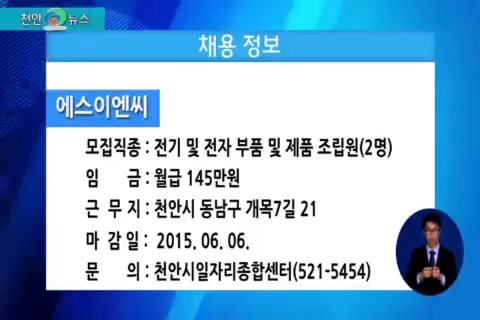 천안 뉴스
채용 정보
에스이엔씨
모집직종 : 전기 및 전자 부품 및 제품 조립원(2명)
임 금 : 월급 145만원
근 무 지 : 천안시 동남구 개목7길 21
마 감 일 : 2015. 06. 06.
문 의 : 천안시일자리종합센터(521-5454)